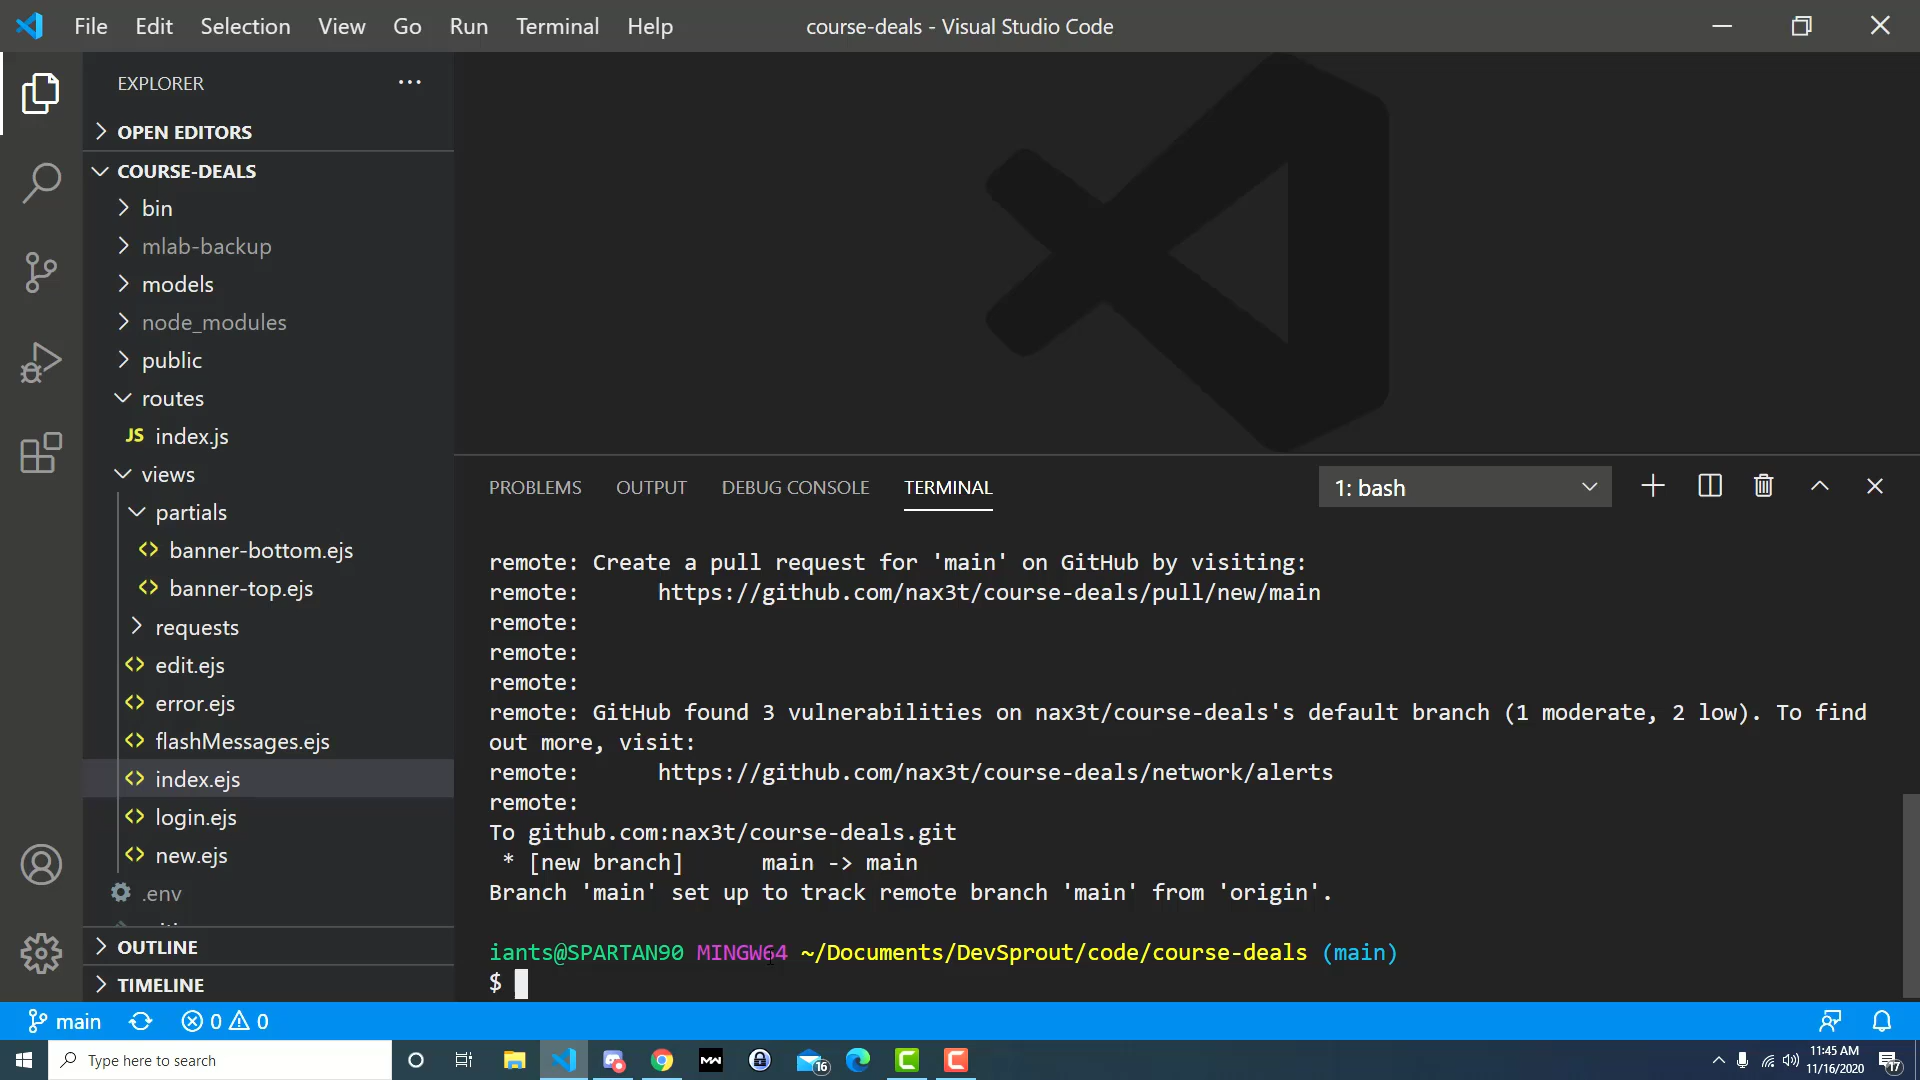 File Edit Selection View Go Run Terminal Help
course-deals - Visual Studio Code
EXPLORER
OPEN EDITORS
COURSE-DEALS
bin
mlab-backup
models
node_modules
public
routes
JS index.js
views
partials
banner-bottom.ejs
banner-top.ejs
requests
edit.ejs
error.ejs
flashMessages.ejs
index.ejs
login.ejs
new.ejs
.env
OUTLINE
TIMELINE
PROBLEMS OUTPUT DEBUG CONSOLE TERMINAL
1: bash
remote: Create a pull request for 'main' on GitHub by visiting:
remote:      https://github.com/nax3t/course-deals/pull/new/main
remote:
remote:
remote:
remote: GitHub found 3 vulnerabilities on nax3t/course-deals's default branch (1 moderate, 2 low). To find
out more, visit:
remote:      https://github.com/nax3t/course-deals/network/alerts
remote:
To github.com:nax3t/course-deals.git
 * [new branch]      main -> main
Branch 'main' set up to track remote branch 'main' from 'origin'.
iants@SPARTAN90 MINGW64 ~/Documents/DevSprout/code/course-deals (main)
$
main 0 0
Type here to search
MW
16
11:45 AM
11/16/2020
17